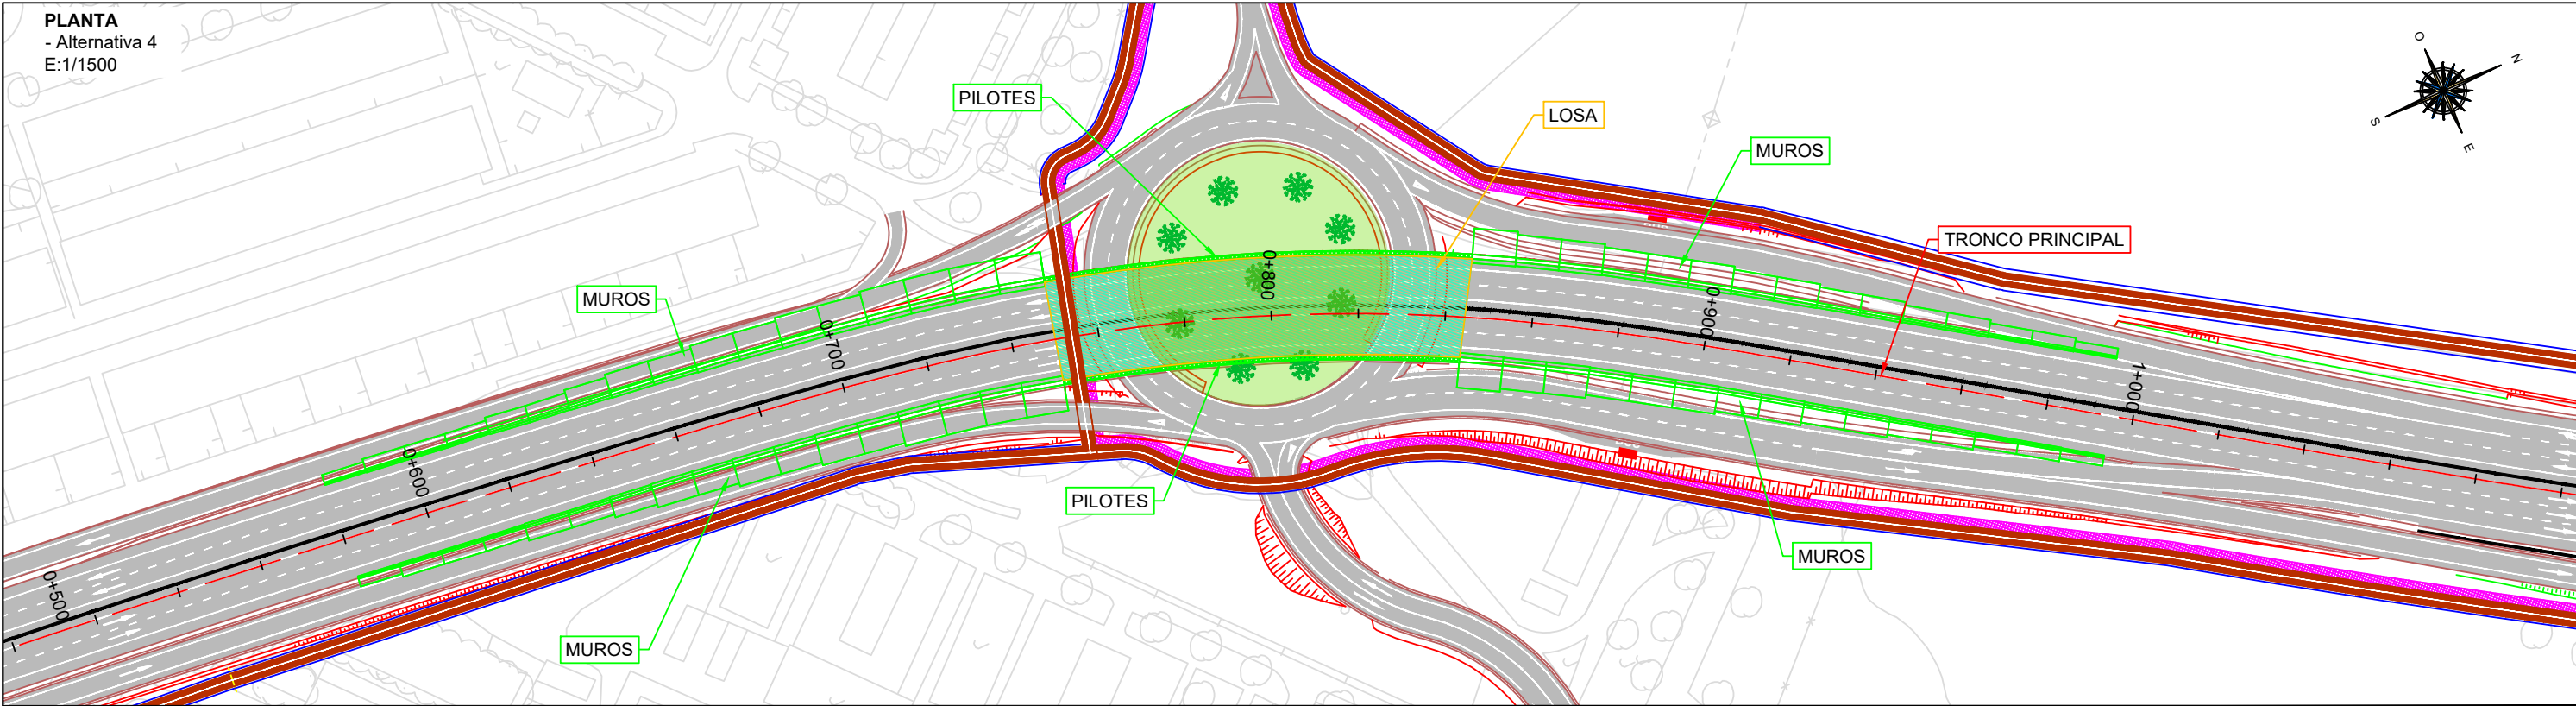 PLANTA
- Alternativa 4
E:1/1500
PILOTES
LOSA
MUROS
TRONCO PRINCIPAL
MUROS
PILOTES
MUROS
MUROS
0+500
0+600
0+700
0+800
0+900
1+000
O
N
S
E